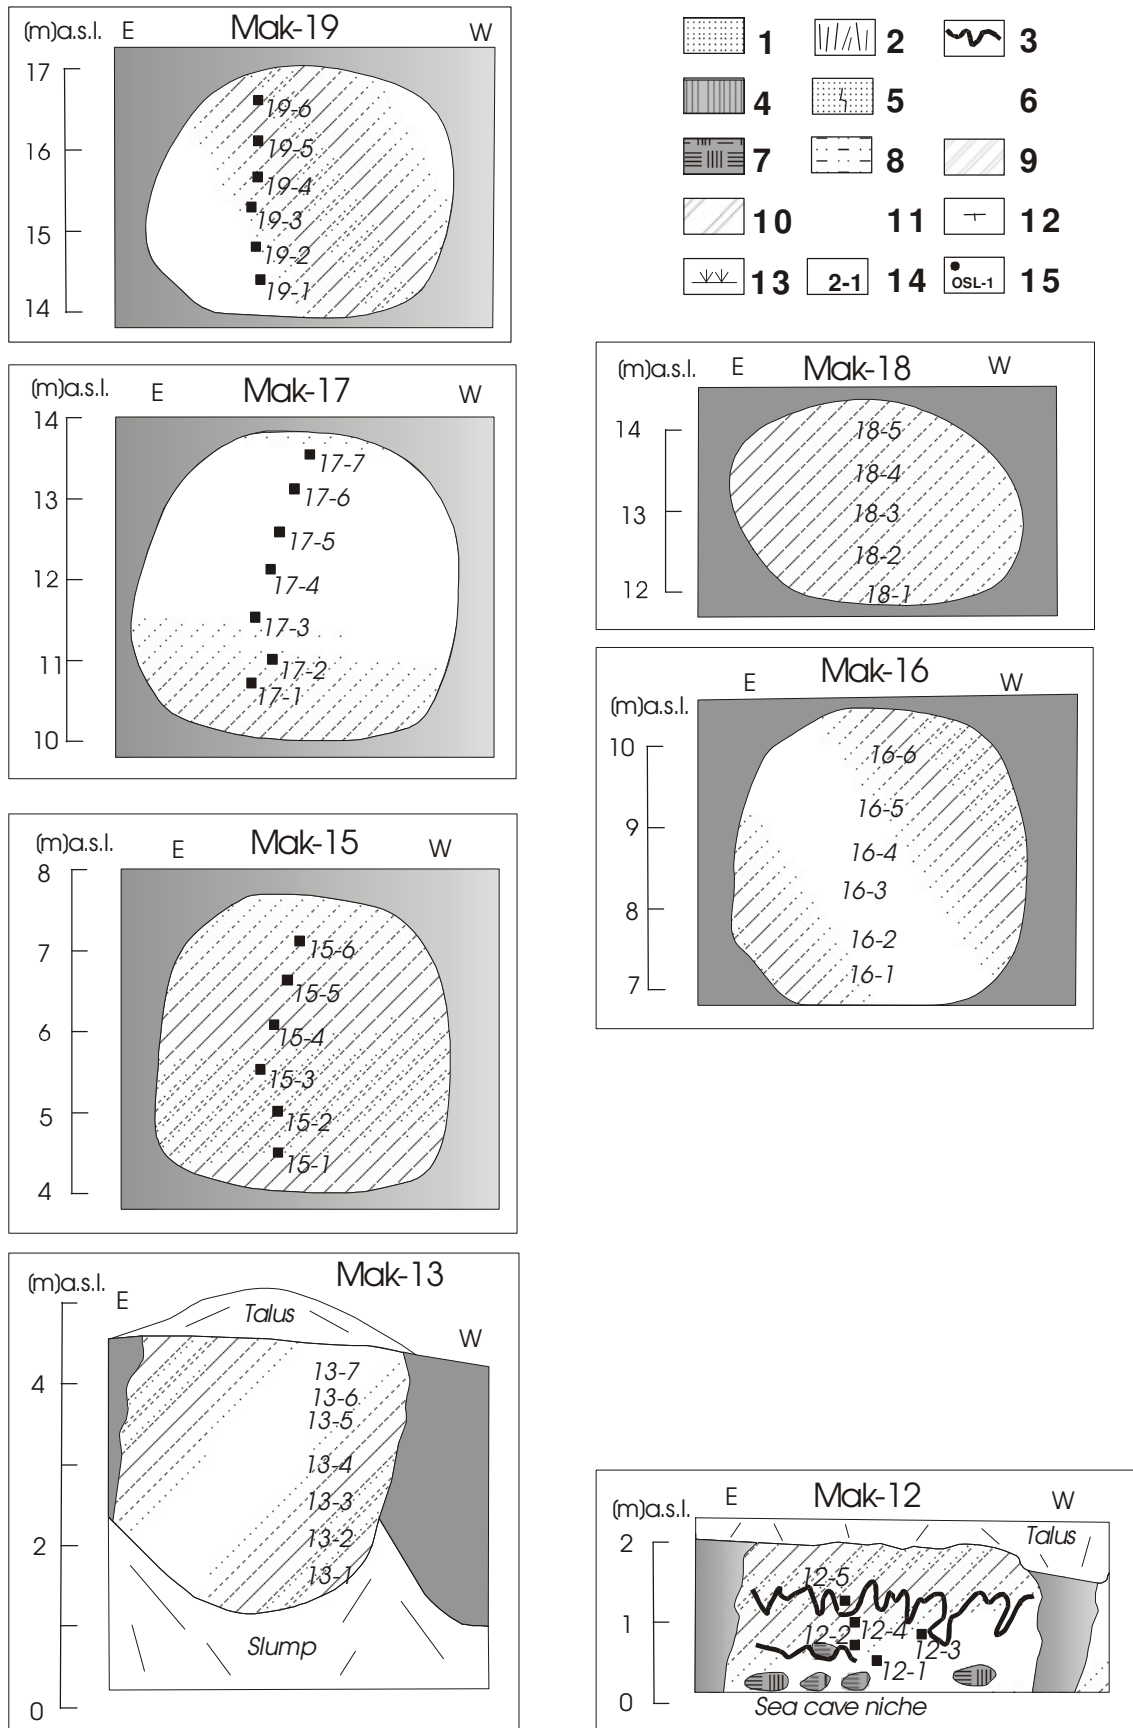 Mak-19
(m)a.s.l. E W
17
16
15
14
19-6
19-5
19-4
19-3
19-2
19-1
1 2 3
4 5 6
7 8 9
10 11 12
13 2-1 14 OSL-1 15
Mak-17
(m)a.s.l. E W
14
13
12
11
10
17-7
17-6
17-5
17-4
17-3
17-2
17-1
Mak-18
(m)a.s.l. E W
14
13
12
18-5
18-4
18-3
18-2
18-1
Mak-16
(m)a.s.l. E W
10
9
8
7
16-6
16-5
16-4
16-3
16-2
16-1
Mak-15
(m)a.s.l. E W
8
7
6
5
4
15-6
15-5
15-4
15-3
15-2
15-1
Mak-13
(m)a.s.l. E W
Talus
4
2
0
13-7
13-6
13-5
13-4
13-3
13-2
13-1
Slump
Mak-12
(m)a.s.l. E W
Talus
2
1
0
12-5
12-2 12-4
12-3
12-1
Sea cave niche